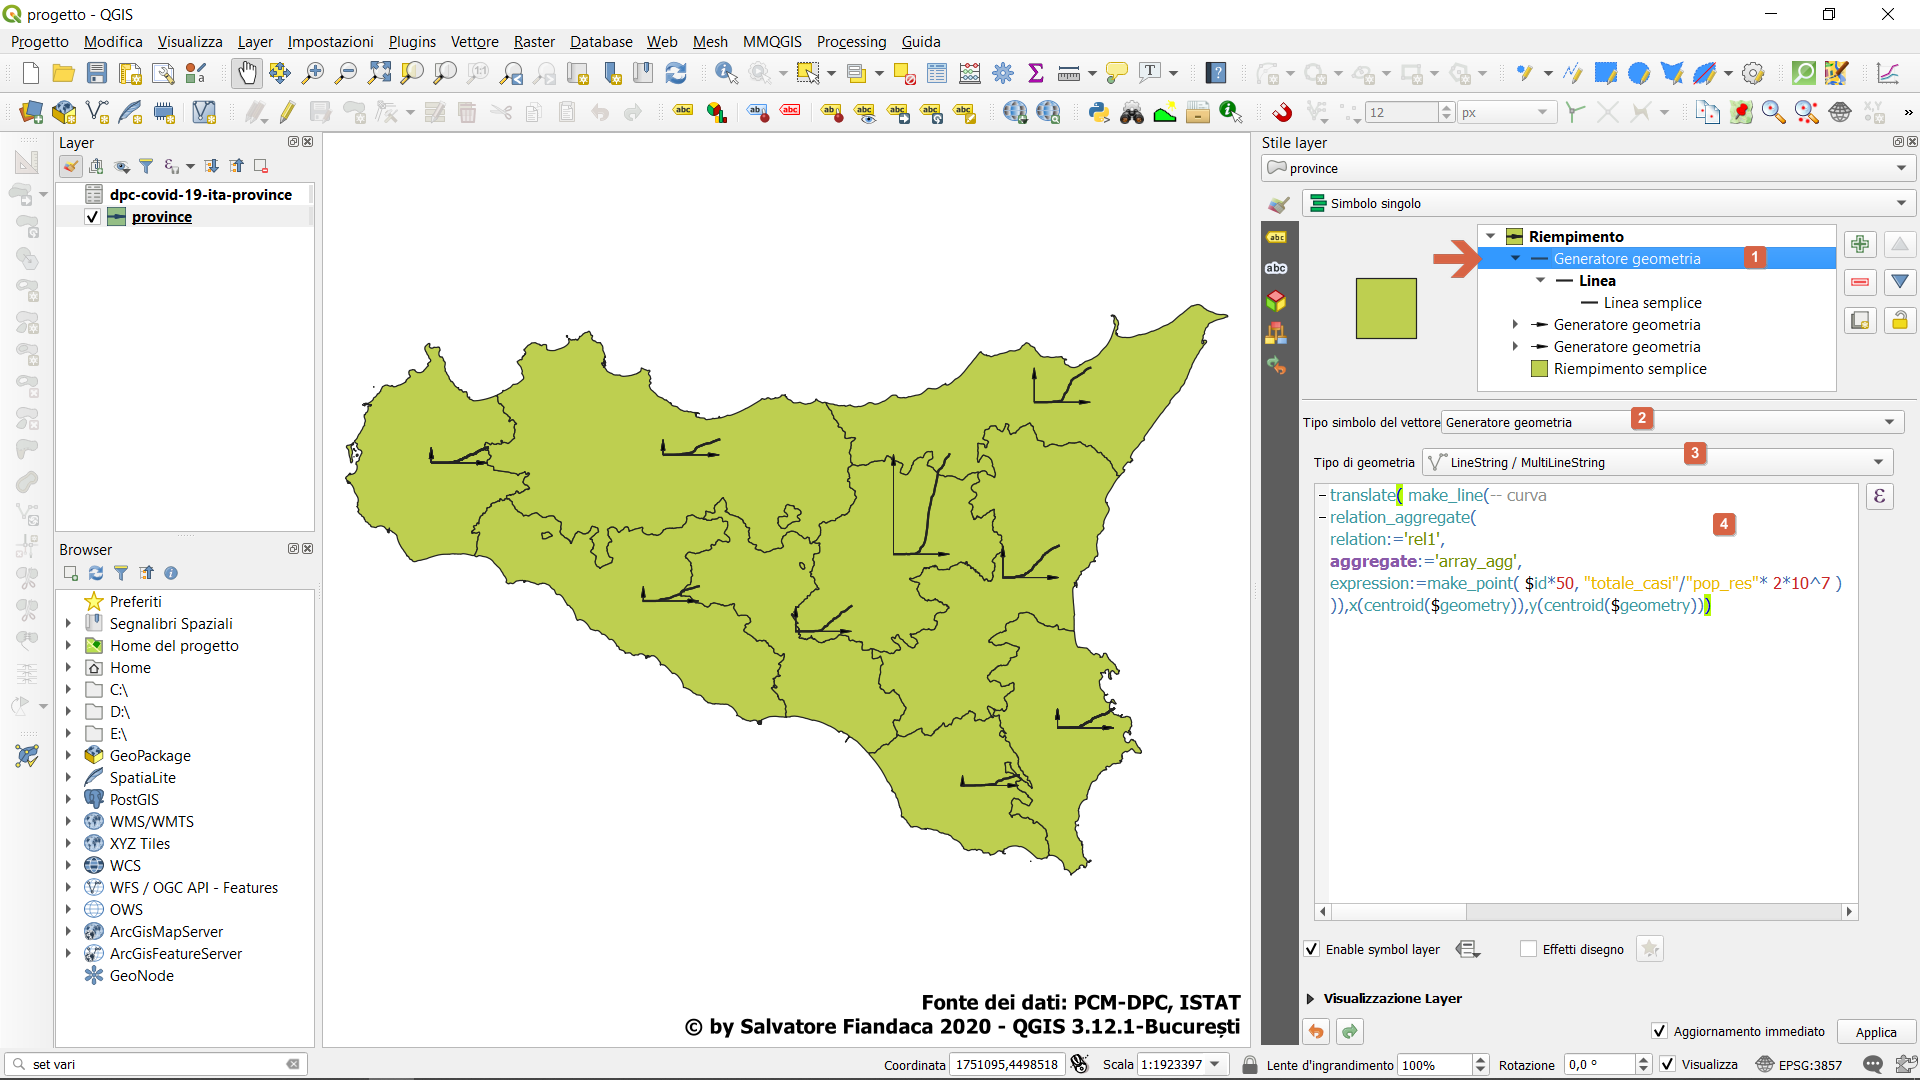 progetto - QGIS
Progetto Modifica Visualizza Layer Impostazioni Plugins Vettore Raster Database Web Mesh MMQGIS Processing Guida
12 px
Layer
dpc-covid-19-ita-province
province
Browser
Preferiti
Segnalibri Spaziali
Home del progetto
Home
C:\
D:\
E:\
GeoPackage
SpatiaLite
PostGIS
WMS/WMTS
XYZ Tiles
WCS
WFS / OGC API - Features
OWS
ArcGisMapServer
ArcGisFeatureServer
GeoNode
Fonte dei dati: PCM-DPC, ISTAT
© by Salvatore Fiandaca 2020 - QGIS 3.12.1-București
Stile layer
province
Simbolo singolo
Riempimento
Generatore geometria 1
Linea
Linea semplice
Generatore geometria
Generatore geometria
Riempimento semplice
Tipo simbolo del vettore Generatore geometria 2
Tipo di geometria LineString / MultiLineString 3
translate( make_line(-- curva
relation_aggregate( 4
relation:='rel1',
aggregate:='array_agg',
expression:=make_point( $id*50, "totale_casi"/"pop_res"* 2*10^7 )
)),x(centroid($geometry)),y(centroid($geometry)))
Enable symbol layer Effetti disegno
Visualizzazione Layer
Aggiornamento immediato Applica
set vari
Coordinata 1751095,4498518 Scala 1:1923397 Lente d'ingrandimento 100% Rotazione 0,0 ° Visualizza EPSG:3857